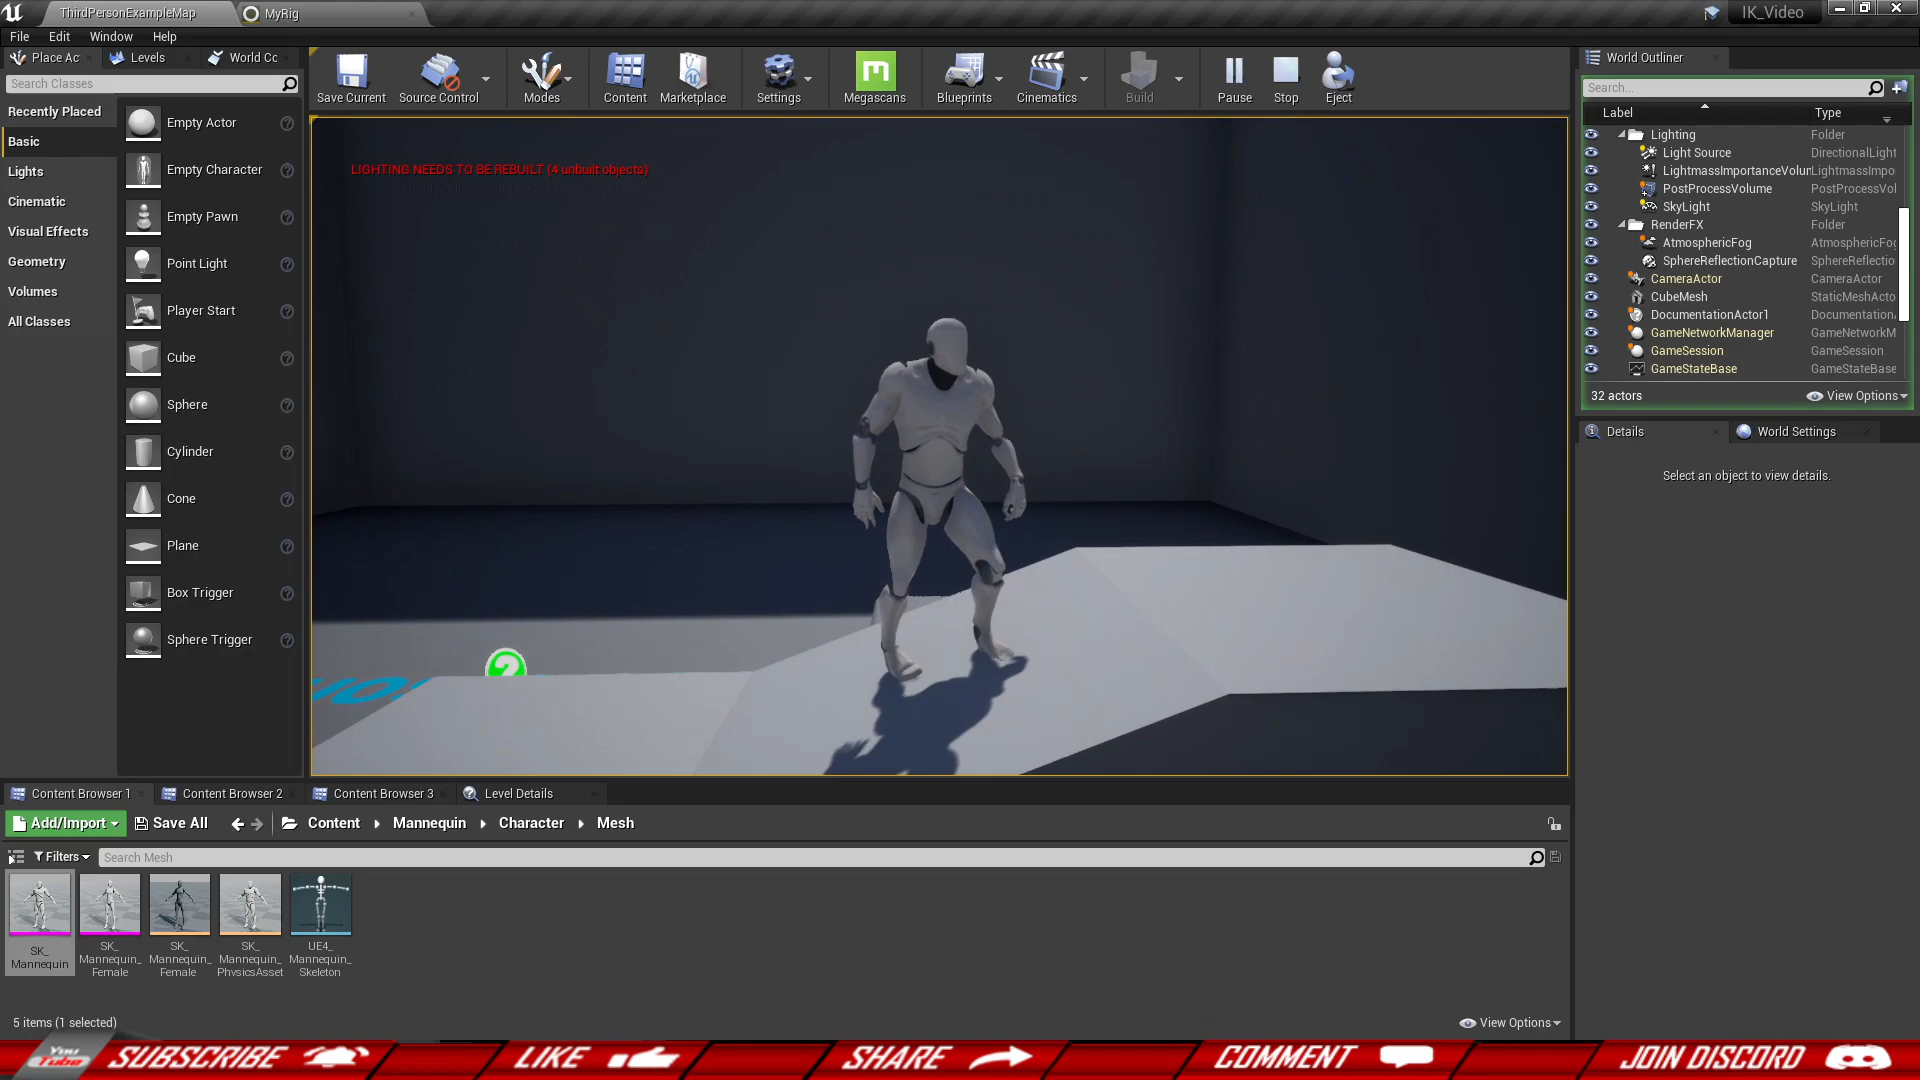 ThirdPersonExampleMap
MyRig
IK_Video
File
Edit
Window
Help
Place Ac
Levels
World Cc
Search Classes
Recently Placed
Basic
Lights
Cinematic
Visual Effects
Geometry
Volumes
All Classes
Empty Actor
Empty Character
Empty Pawn
Point Light
Player Start
Cube
Sphere
Cylinder
Cone
Plane
Box Trigger
Sphere Trigger
Save Current
Source Control
Modes
Content
Marketplace
Settings
Megascans
Blueprints
Cinematics
Build
Pause
Stop
Eject
LIGHTING NEEDS TO BE REBUILT (4 unbuilt objects)
World Outliner
Search...
Label
Type
Lighting
Folder
Light Source
DirectionalLight
LightmassImportanceVolun
LightmassImpo
PostProcessVolume
PostProcessVol
SkyLight
SkyLight
RenderFX
Folder
AtmosphericFog
AtmosphericFog
SphereReflectionCapture
SphereReflectio
CameraActor
CameraActor
CubeMesh
StaticMeshActo
DocumentationActor1
Documentation
GameNetworkManager
GameNetworkM
GameSession
GameSession
GameStateBase
GameStateBase
32 actors
View Options
Details
World Settings
Select an object to view details.
Content Browser 1
Content Browser 2
Content Browser 3
Level Details
Add/Import
Save All
Content
Mannequin
Character
Mesh
Filters
Search Mesh
SK_
Mannequin
SK_
Mannequin_
Female
SK_
Mannequin_
Female
SK_
Mannequin_
PhysicsAsset
UE4_
Mannequin_
Skeleton
5 items (1 selected)
View Options
You Tube SUBSCRIBE
LIKE
SHARE
COMMENT
JOIN DISCORD